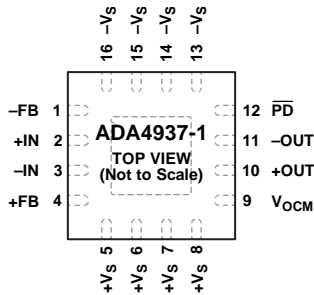 16 –VS
15 –VS
14 –VS
13 –VS
–FB 1
+IN 2
–IN 3
+FB 4
ADA4937-1
TOP VIEW
(Not to Scale)
12 PD
11 –OUT
10 +OUT
9 VOCM
+VS 5
+VS 6
+VS 7
+VS 8